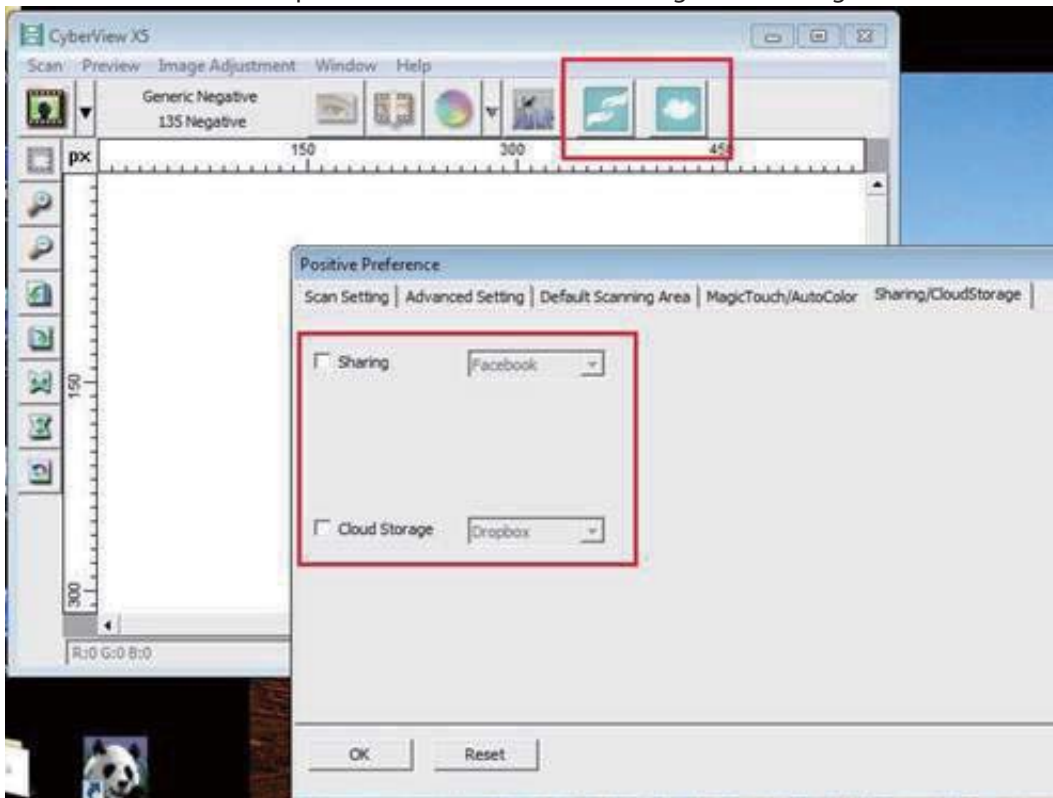 CyberView X5
Scan Preview Image Adjustment Window Help
Generic Negative
135 Negative
px
150 300 45
150
300
Positive Preference
Scan Setting Advanced Setting Default Scanning Area MagicTouch/AutoColor Sharing/CloudStorage
Sharing Facebook
Cloud Storage Dropbox
R:0 G:0 B:0
OK Reset